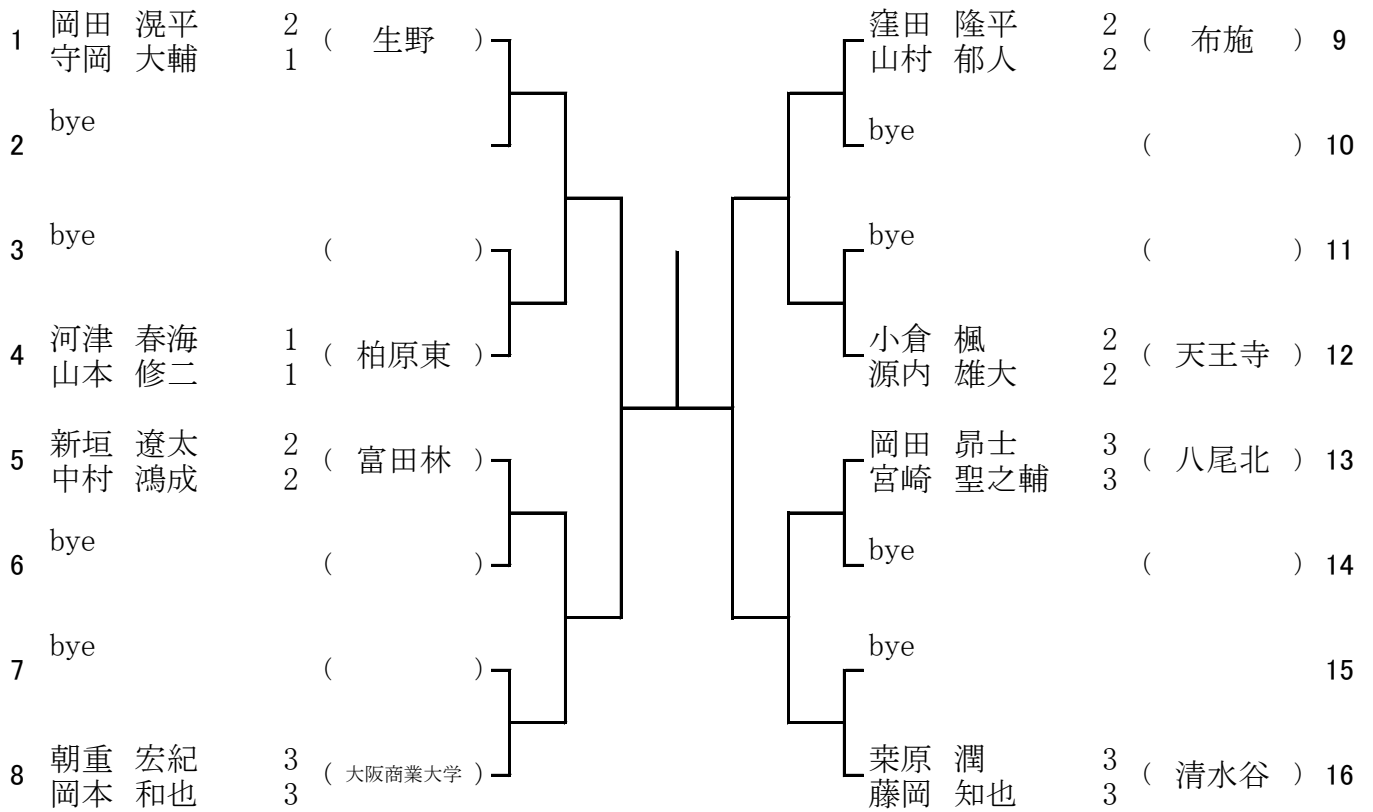 1 岡田 滉平 2 ( 生野 )
守岡 大輔 1
2 bye
3 bye ( )
4 河津 春海 1 ( 柏原東 )
山本 修二 1
5 新垣 遼太 2 ( 富田林 )
中村 鴻成 2
6 bye ( )
7 bye ( )
8 朝重 宏紀 3 ( 大阪商業大学 )
岡本 和也 3
窪田 隆平 2 ( 布施 ) 9
山村 郁人 2
bye ( ) 10
bye ( ) 11
小倉 楓 2 ( 天王寺 ) 12
源内 雄大 2
岡田 昴士 3 ( 八尾北 ) 13
宮崎 聖之輔 3
bye ( ) 14
bye 15
桒原 潤 3 ( 清水谷 ) 16
藤岡 知也 3